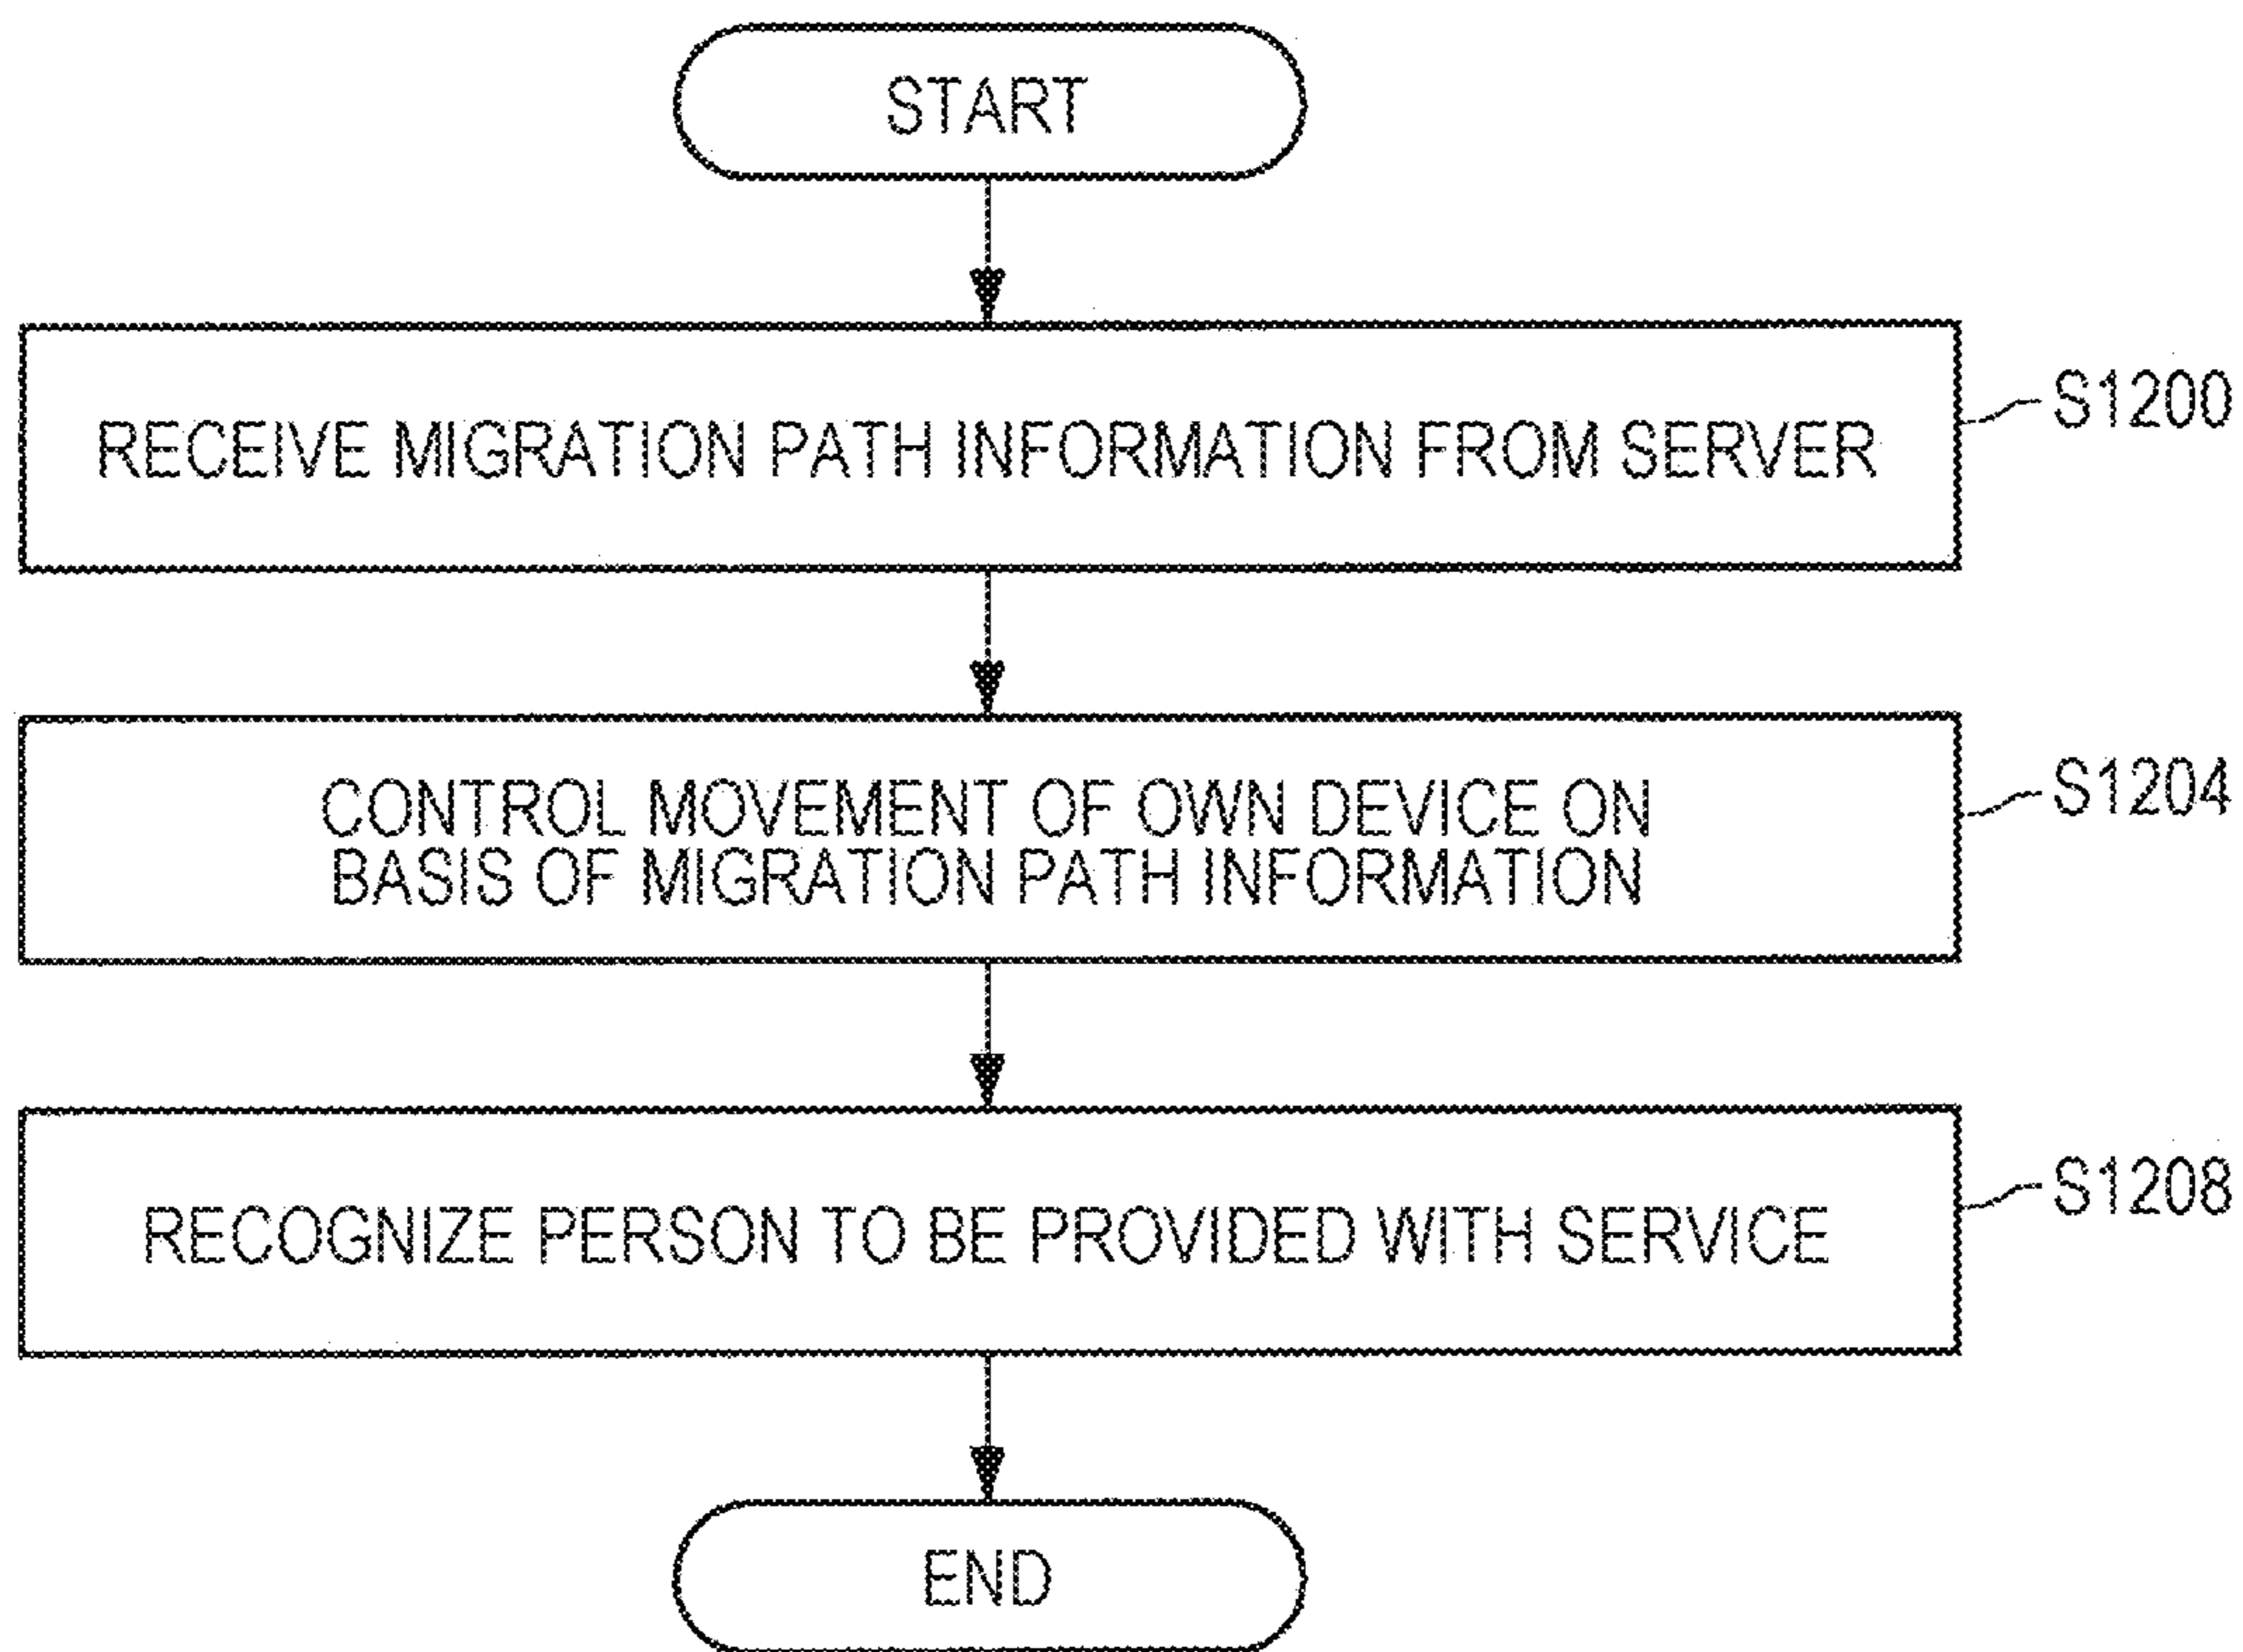 START
RECEIVE MIGRATION PATH INFORMATION FROM SERVER
S1200
CONTROL MOVEMENT OF OWN DEVICE ON
BASIS OF MIGRATION PATH INFORMATION
S1204
RECOGNIZE PERSON TO BE PROVIDED WITH SERVICE
S1208
END